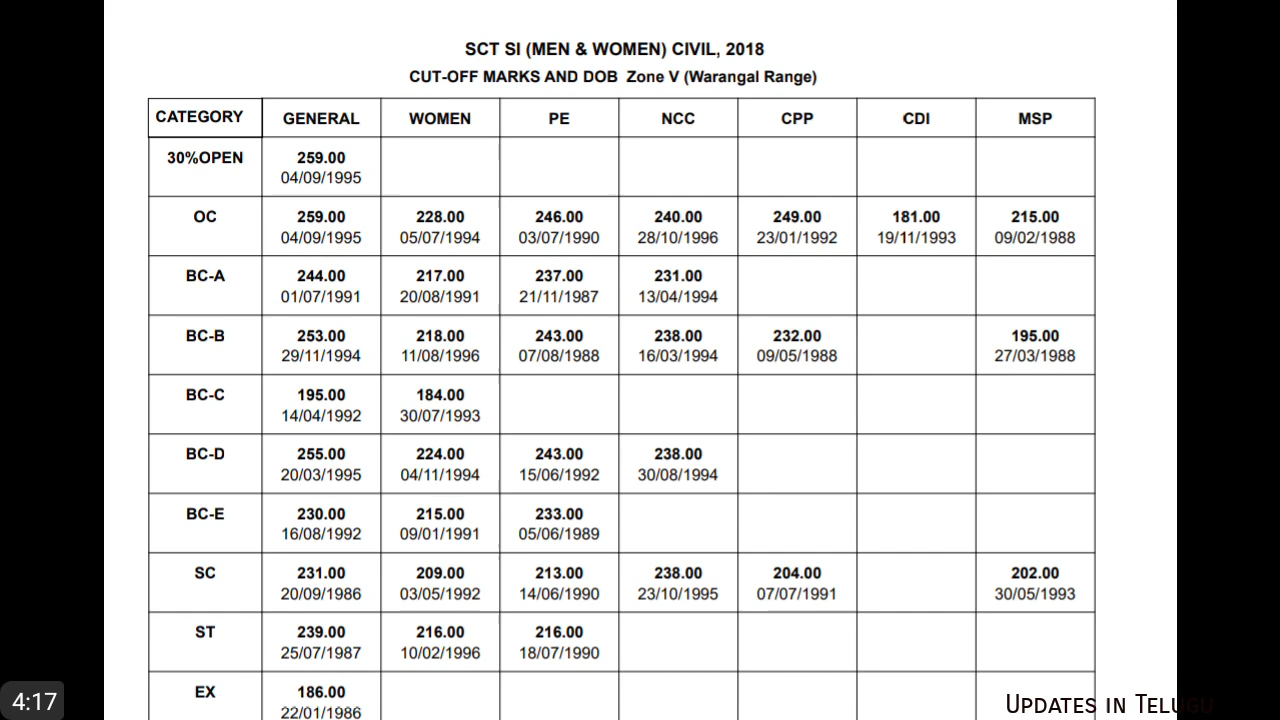 SCT SI (MEN & WOMEN) CIVIL, 2018
CUT-OFF MARKS AND DOB Zone V (Warangal Range)
CATEGORY GENERAL WOMEN PE NCC CPP CDI MSP
30%OPEN 259.00
04/09/1995
OC 259.00 228.00 246.00 240.00 249.00 181.00 215.00
04/09/1995 05/07/1994 03/07/1990 28/10/1996 23/01/1992 19/11/1993 09/02/1988
BC-A 244.00 217.00 237.00 231.00
01/07/1991 20/08/1991 21/11/1987 13/04/1994
BC-B 253.00 218.00 243.00 238.00 232.00 195.00
29/11/1994 11/08/1996 07/08/1988 16/03/1994 09/05/1988 27/03/1988
BC-C 195.00 184.00
14/04/1992 30/07/1993
BC-D 255.00 224.00 243.00 238.00
20/03/1995 04/11/1994 15/06/1992 30/08/1994
BC-E 230.00 215.00 233.00
16/08/1992 09/01/1991 05/06/1989
SC 231.00 209.00 213.00 238.00 204.00 202.00
20/09/1986 03/05/1992 14/06/1990 23/10/1995 07/07/1991 30/05/1993
ST 239.00 216.00 216.00
25/07/1987 10/02/1996 18/07/1990
EX 186.00
22/01/1986
4:17
Updates in Telugu